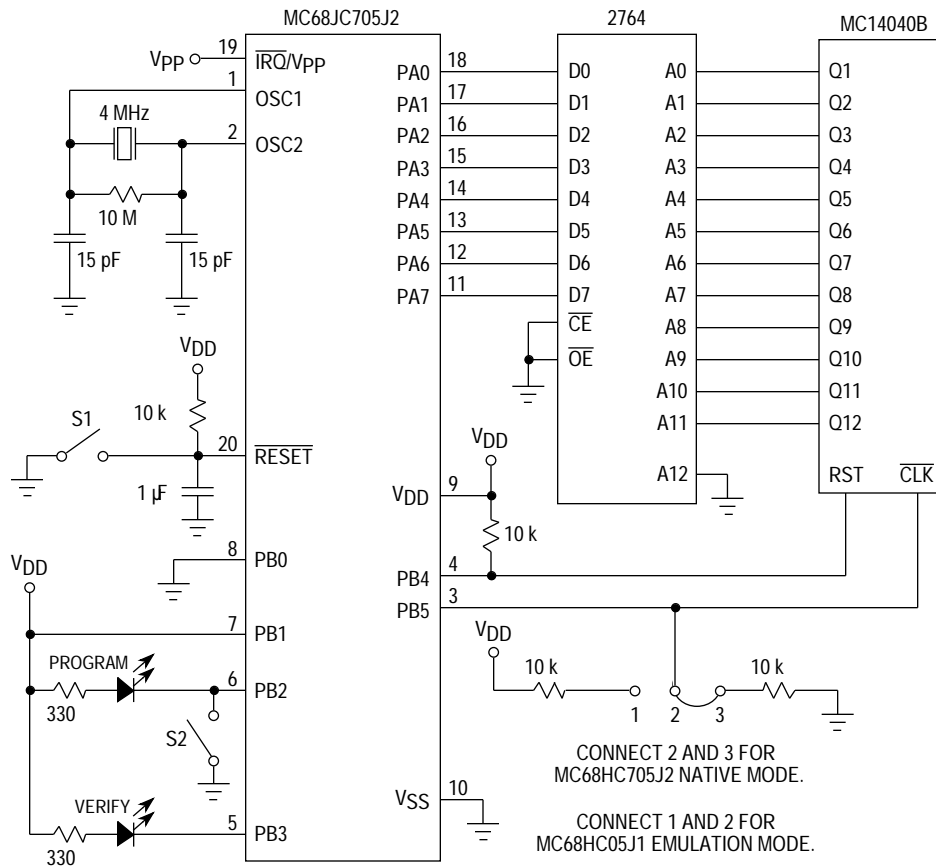 MC68JC705J2
2764
MC14040B
VPP
19
IRQ/VPP
1
OSC1
4 MHz
2
OSC2
10 M
15 pF
15 pF
PA0
18
D0
A0
Q1
PA1
17
D1
A1
Q2
PA2
16
D2
A2
Q3
PA3
15
D3
A3
Q4
PA4
14
D4
A4
Q5
PA5
13
D5
A5
Q6
PA6
12
D6
A6
Q7
PA7
11
D7
A7
Q8
CE
A8
Q9
OE
A9
Q10
A10
Q11
A11
Q12
A12
RST
CLK
VDD
10 k
S1
20
RESET
1 µF
VDD
VDD
9
10 k
8
PB0
PB4
4
PB5
3
VDD
7
PB1
PROGRAM
6
PB2
330
S2
VERIFY
5
PB3
330
VDD
10 k
10 k
1
2
3
CONNECT 2 AND 3 FOR
MC68HC705J2 NATIVE MODE.
VSS
10
CONNECT 1 AND 2 FOR
MC68HC05J1 EMULATION MODE.